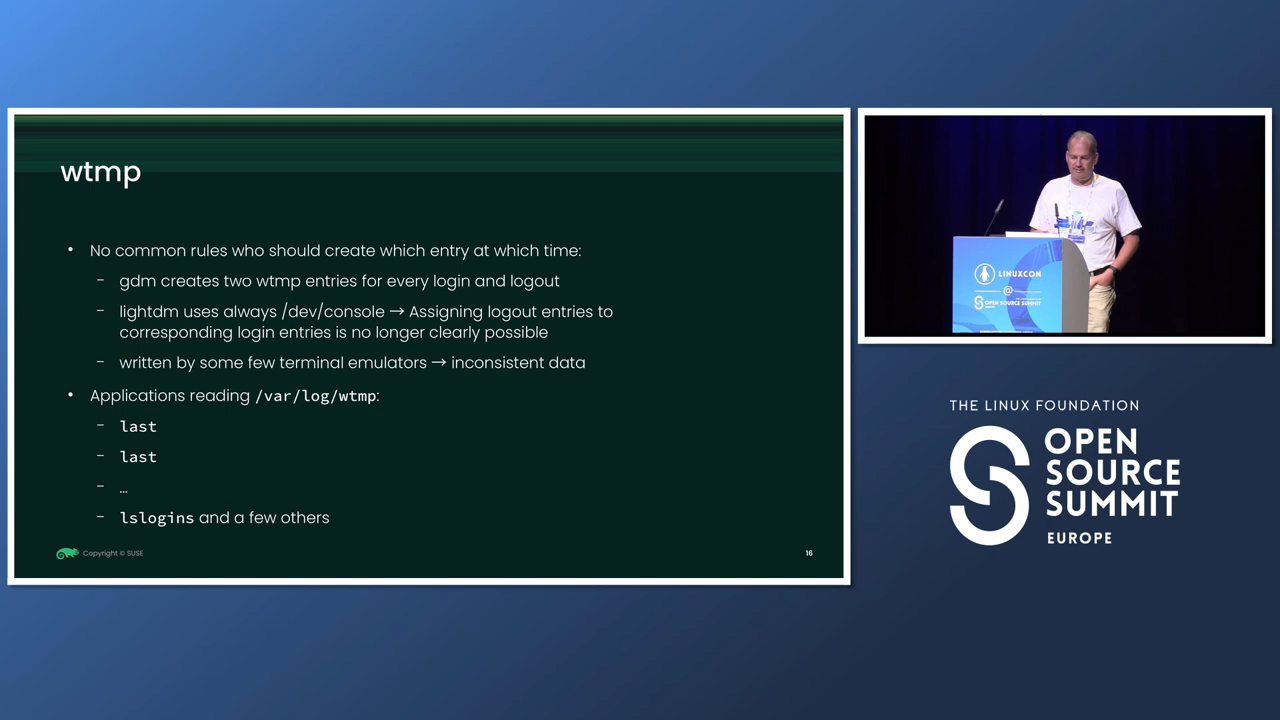 wtmp
• No common rules who should create which entry at which time:
– gdm creates two wtmp entries for every login and logout
– lightdm uses always /dev/console → Assigning logout entries to
corresponding login entries is no longer clearly possible
– written by some few terminal emulators → inconsistent data
• Applications reading /var/log/wtmp:
– last
– last
– …
– lslogins and a few others
Copyright © SUSE
16
LINUXCON
@
OPEN SOURCE SUMMIT
THE LINUX FOUNDATION
OPEN
SOURCE
SUMMIT
EUROPE